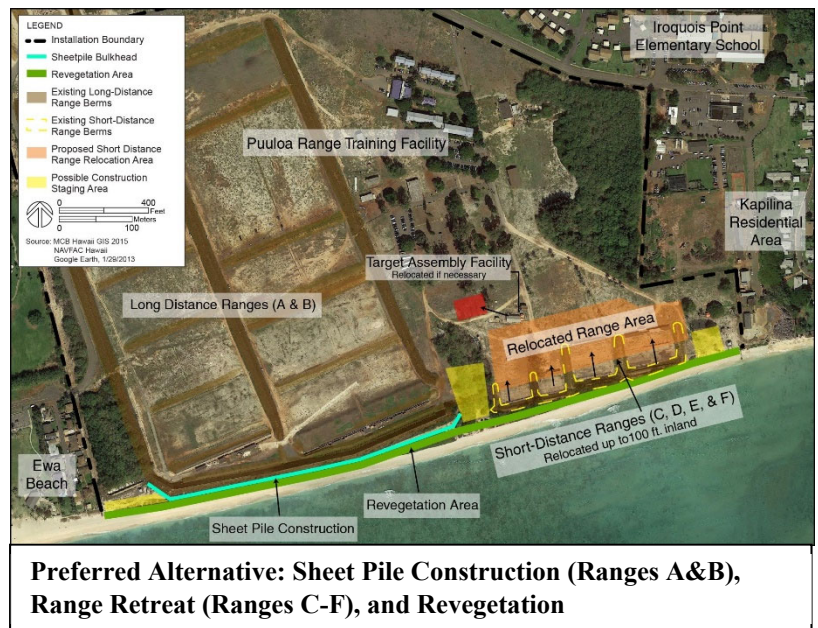 LEGEND
Installation Boundary
Sheetpile Bulkhead
Revegetation Area
Existing Long-Distance
Range Berms
Existing Short-Distance
Range Berms
Proposed Short Distance
Range Relocation Area
Possible Construction
Staging Area
0 400
Feet
Meters
0 100
Source: MCB Hawaii GIS 2015
NAVFAC Hawaii
Google Earth, 1/29/2013
Iroquois Point
Elementary School
Puuloa Range Training Facility
Kapilina
Residential
Area
Target Assembly Facility
Relocated if necessary
Long Distance Ranges (A & B)
Relocated Range Area
Short-Distance Ranges (C, D, E, & F)
Relocated up to100 ft. inland
Ewa
Beach
Revegetation Area
Sheet Pile Construction
Preferred Alternative: Sheet Pile Construction (Ranges A&B),
Range Retreat (Ranges C-F), and Revegetation